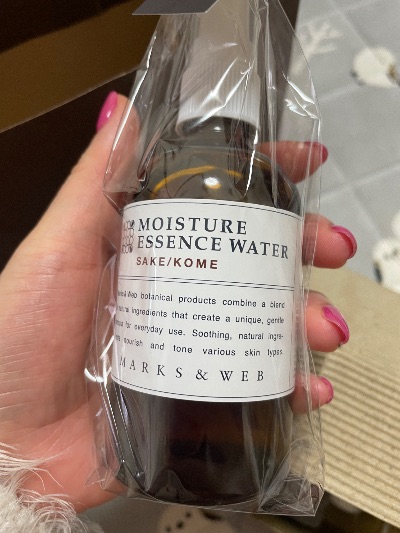 MOISTURE
ESSENCE WATER
SAKE/KOME
Web botanical products combine a blend
ingredients that create a unique, gentle
for everyday use. Soothing, natural ingre-
nourish and tone various skin types.
MARKS & WEB